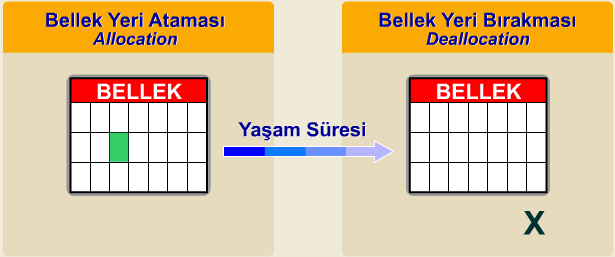 Bellek Yeri Ataması
Allocation
BELLEK
Yaşam Süresi
Bellek Yeri Bırakması
Deallocation
BELLEK
X